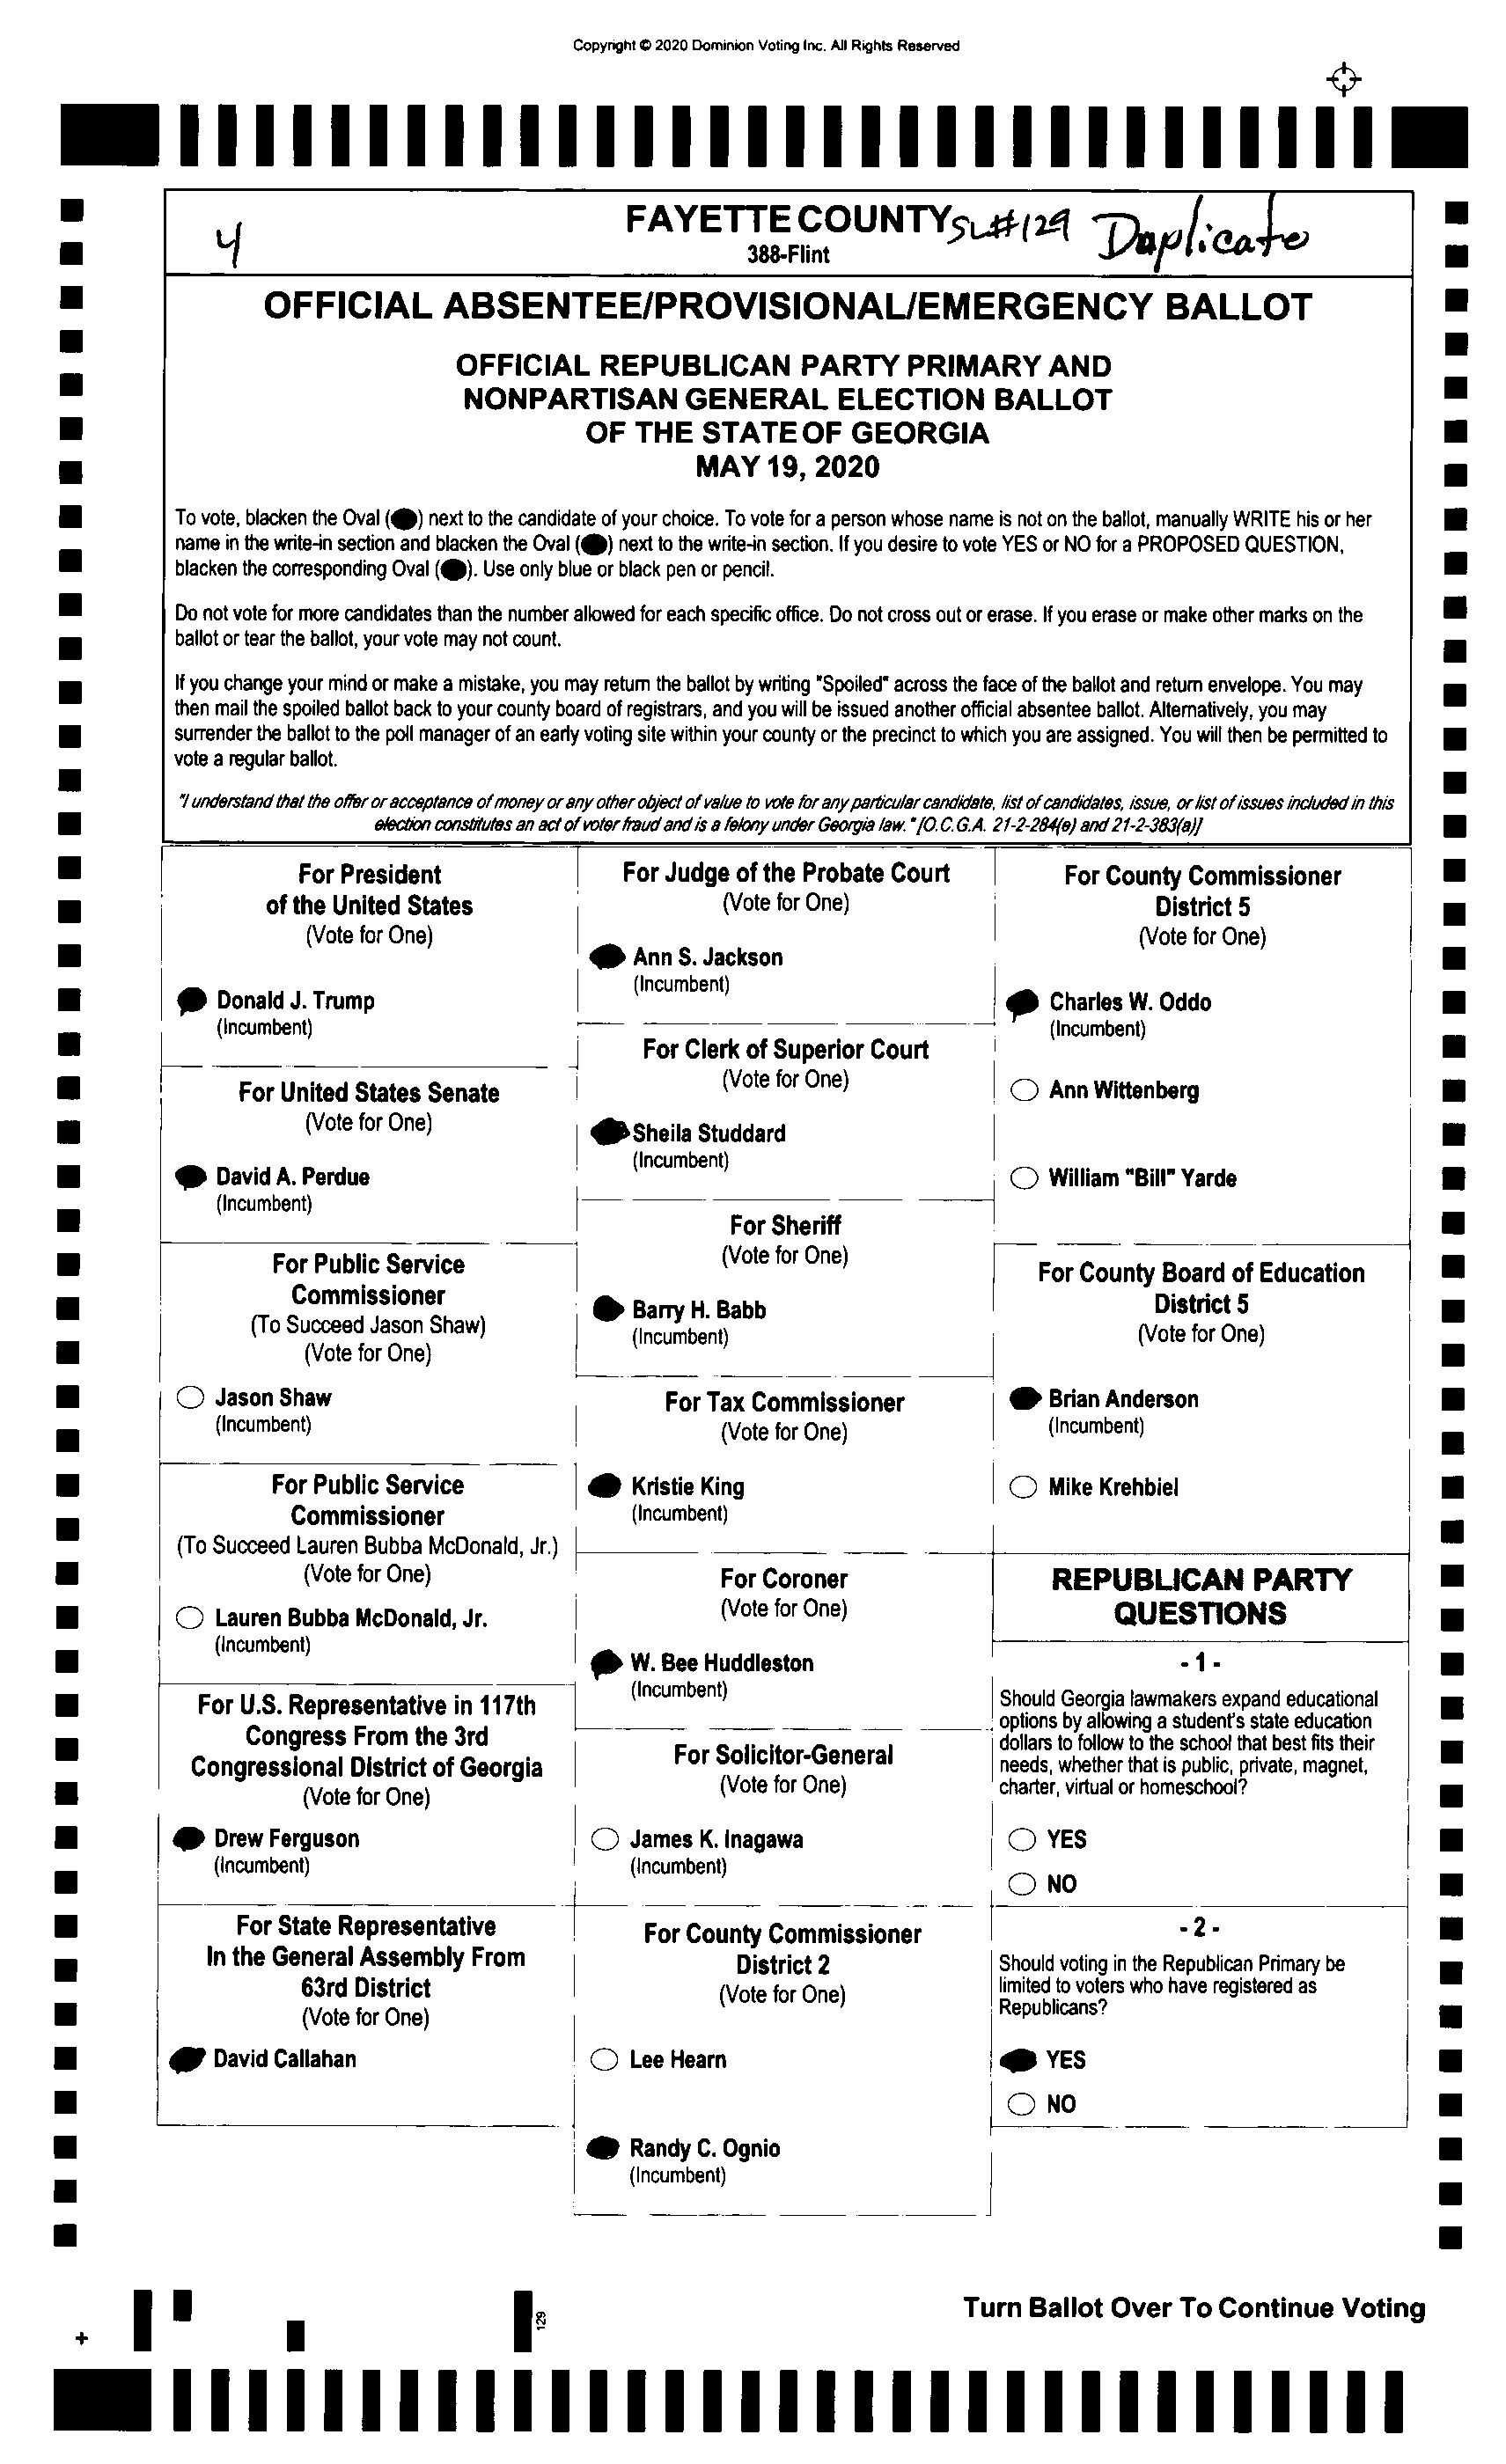 Copyright © 2020 Dominion Voting Inc. All Rights Reserved
4
FAYETTE COUNTY SL#129 Duplicate
388-Flint
OFFICIAL ABSENTEE/PROVISIONAL/EMERGENCY BALLOT
OFFICIAL REPUBLICAN PARTY PRIMARY AND
NONPARTISAN GENERAL ELECTION BALLOT
OF THE STATE OF GEORGIA
MAY 19, 2020
To vote, blacken the Oval ( ) next to the candidate of your choice. To vote for a person whose name is not on the ballot, manually WRITE his or her
name in the write-in section and blacken the Oval ( ) next to the write-in section. If you desire to vote YES or NO for a PROPOSED QUESTION,
blacken the corresponding Oval ( ). Use only blue or black pen or pencil.
Do not vote for more candidates than the number allowed for each specific office. Do not cross out or erase. If you erase or make other marks on the
ballot or tear the ballot, your vote may not count.
If you change your mind or make a mistake, you may return the ballot by writing "Spoiled" across the face of the ballot and return envelope. You may
then mail the spoiled ballot back to your county board of registrars, and you will be issued another official absentee ballot. Alternatively, you may
surrender the ballot to the poll manager of an early voting site within your county or the precinct to which you are assigned. You will then be permitted to
vote a regular ballot.
"I understand that the offer or acceptance of money or any other object of value to vote for any particular candidate, list of candidates, issue, or list of issues included in this
election constitutes an act of voter fraud and is a felony under Georgia law." [O.C.G.A. 21-2-284(e) and 21-2-383(a)]
For President
of the United States
(Vote for One)
Donald J. Trump
(Incumbent)
For United States Senate
(Vote for One)
David A. Perdue
(Incumbent)
For Public Service
Commissioner
(To Succeed Jason Shaw)
(Vote for One)
Jason Shaw
(Incumbent)
For Public Service
Commissioner
(To Succeed Lauren Bubba McDonald, Jr.)
(Vote for One)
Lauren Bubba McDonald, Jr.
(Incumbent)
For U.S. Representative in 117th
Congress From the 3rd
Congressional District of Georgia
(Vote for One)
Drew Ferguson
(Incumbent)
For State Representative
In the General Assembly From
63rd District
(Vote for One)
David Callahan
For Judge of the Probate Court
(Vote for One)
Ann S. Jackson
(Incumbent)
For Clerk of Superior Court
(Vote for One)
Sheila Studdard
(Incumbent)
For Sheriff
(Vote for One)
Barry H. Babb
(Incumbent)
For Tax Commissioner
(Vote for One)
Kristie King
(Incumbent)
For Coroner
(Vote for One)
W. Bee Huddleston
(Incumbent)
For Solicitor-General
(Vote for One)
James K. Inagawa
(Incumbent)
For County Commissioner
District 2
(Vote for One)
Lee Hearn
Randy C. Ognio
(Incumbent)
For County Commissioner
District 5
(Vote for One)
Charles W. Oddo
(Incumbent)
Ann Wittenberg
William "Bill" Yarde
For County Board of Education
District 5
(Vote for One)
Brian Anderson
(Incumbent)
Mike Krehbiel
REPUBLICAN PARTY
QUESTIONS
- 1 -
Should Georgia lawmakers expand educational
options by allowing a student's state education
dollars to follow to the school that best fits their
needs, whether that is public, private, magnet,
charter, virtual or homeschool?
YES
NO
- 2 -
Should voting in the Republican Primary be
limited to voters who have registered as
Republicans?
YES
NO
Turn Ballot Over To Continue Voting
129